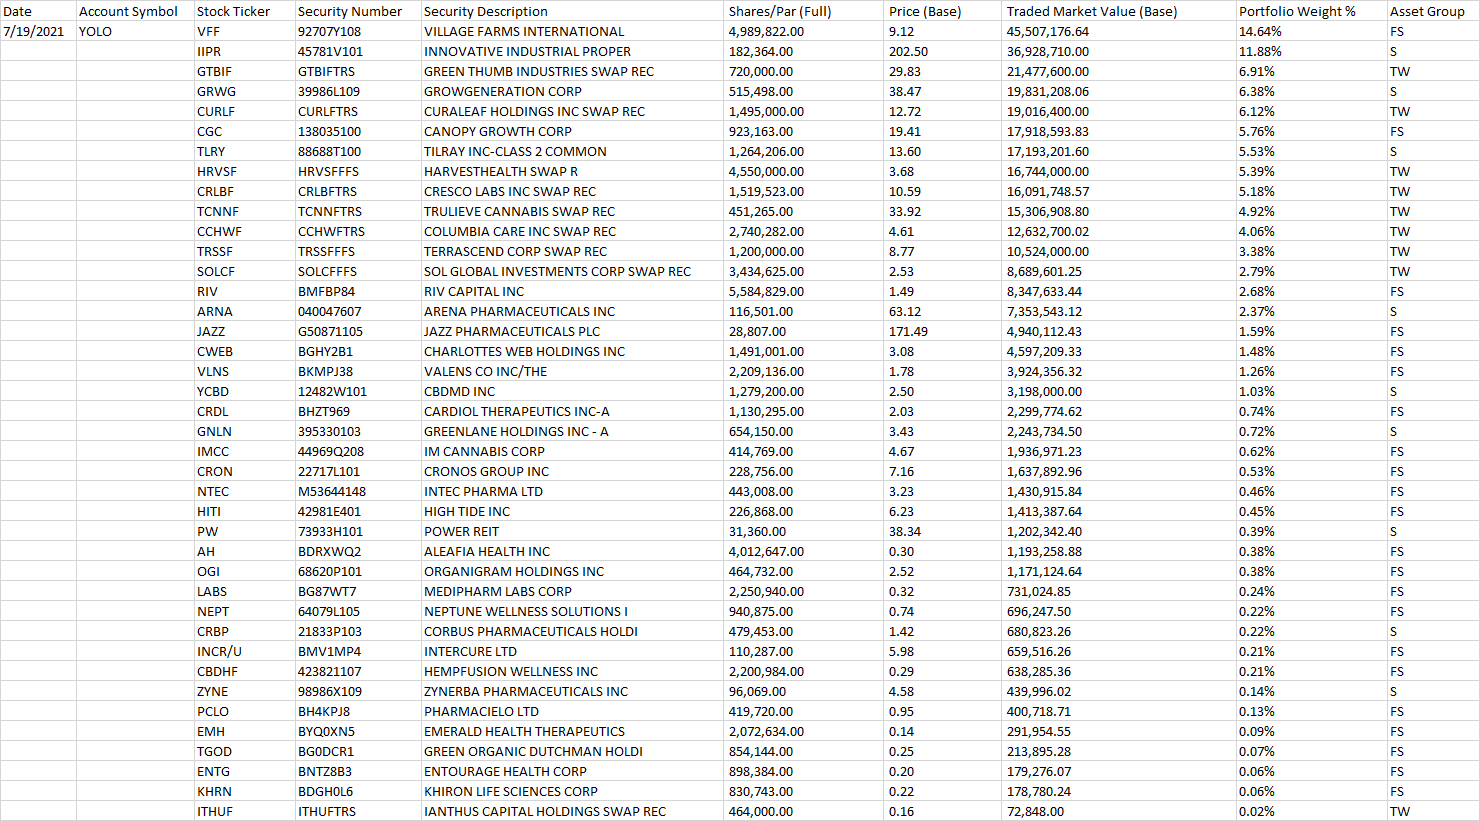 Date Account Symbol Stock Ticker Security Number Security Description Shares/Par (Full) Price (Base) Traded Market Value (Base) Portfolio Weight % Asset Group
7/19/2021 YOLO VFF 92707Y108 VILLAGE FARMS INTERNATIONAL 4,989,822.00 9.12 45,507,176.64 14.64% FS
IIPR 45781V101 INNOVATIVE INDUSTRIAL PROPER 182,364.00 202.50 36,928,710.00 11.88% S
GTBIF GTBIFTRS GREEN THUMB INDUSTRIES SWAP REC 720,000.00 29.83 21,477,600.00 6.91% TW
GRWG 39986L109 GROWGENERATION CORP 515,498.00 38.47 19,831,208.06 6.38% S
CURLF CURLFTRS CURALEAF HOLDINGS INC SWAP REC 1,495,000.00 12.72 19,016,400.00 6.12% TW
CGC 138035100 CANOPY GROWTH CORP 923,163.00 19.41 17,918,593.83 5.76% FS
TLRY 88688T100 TILRAY INC-CLASS 2 COMMON 1,264,206.00 13.60 17,193,201.60 5.53% S
HRVSF HRVSFFFS HARVESTHEALTH SWAP R 4,550,000.00 3.68 16,744,000.00 5.39% TW
CRLBF CRLBFTRS CRESCO LABS INC SWAP REC 1,519,523.00 10.59 16,091,748.57 5.18% TW
TCNNF TCNNFTRS TRULIEVE CANNABIS SWAP REC 451,265.00 33.92 15,306,908.80 4.92% TW
CCHWF CCHWFTRS COLUMBIA CARE INC SWAP REC 2,740,282.00 4.61 12,632,700.02 4.06% TW
TRSSF TRSSFFFS TERRASCEND CORP SWAP REC 1,200,000.00 8.77 10,524,000.00 3.38% TW
SOLCF SOLCFFFS SOL GLOBAL INVESTMENTS CORP SWAP REC 3,434,625.00 2.53 8,689,601.25 2.79% TW
RIV BMFBP84 RIV CAPITAL INC 5,584,829.00 1.49 8,347,633.44 2.68% FS
ARNA 040047607 ARENA PHARMACEUTICALS INC 116,501.00 63.12 7,353,543.12 2.37% S
JAZZ G50871105 JAZZ PHARMACEUTICALS PLC 28,807.00 171.49 4,940,112.43 1.59% FS
CWEB BGHY2B1 CHARLOTTES WEB HOLDINGS INC 1,491,001.00 3.08 4,597,209.33 1.48% FS
VLNS BKMPJ38 VALENS CO INC/THE 2,209,136.00 1.78 3,924,356.32 1.26% FS
YCBD 12482W101 CBDMD INC 1,279,200.00 2.50 3,198,000.00 1.03% S
CRDL BHZT969 CARDIOL THERAPEUTICS INC-A 1,130,295.00 2.03 2,299,774.62 0.74% FS
GNLN 395330103 GREENLANE HOLDINGS INC - A 654,150.00 3.43 2,243,734.50 0.72% S
IMCC 44969Q208 IM CANNABIS CORP 414,769.00 4.67 1,936,971.23 0.62% FS
CRON 22717L101 CRONOS GROUP INC 228,756.00 7.16 1,637,892.96 0.53% FS
NTEC M53644148 INTEC PHARMA LTD 443,008.00 3.23 1,430,915.84 0.46% FS
HITI 42981E401 HIGH TIDE INC 226,868.00 6.23 1,413,387.64 0.45% FS
PW 73933H101 POWER REIT 31,360.00 38.34 1,202,342.40 0.39% S
AH BDRXWQ2 ALEAFIA HEALTH INC 4,012,647.00 0.30 1,193,258.88 0.38% FS
OGI 68620P101 ORGANIGRAM HOLDINGS INC 464,732.00 2.52 1,171,124.64 0.38% FS
LABS BG87WT7 MEDIPHARM LABS CORP 2,250,940.00 0.32 731,024.85 0.24% FS
NEPT 64079L105 NEPTUNE WELLNESS SOLUTIONS I 940,875.00 0.74 696,247.50 0.22% FS
CRBP 21833P103 CORBUS PHARMACEUTICALS HOLDI 479,453.00 1.42 680,823.26 0.22% S
INCR/U BMV1MP4 INTERCURE LTD 110,287.00 5.98 659,516.26 0.21% FS
CBDHF 423821107 HEMPFUSION WELLNESS INC 2,200,984.00 0.29 638,285.36 0.21% FS
ZYNE 98986X109 ZYNERBA PHARMACEUTICALS INC 96,069.00 4.58 439,996.02 0.14% S
PCLO BH4KPJ8 PHARMACIELO LTD 419,720.00 0.95 400,718.71 0.13% FS
EMH BYQ0XN5 EMERALD HEALTH THERAPEUTICS 2,072,634.00 0.14 291,954.55 0.09% FS
TGOD BG0DCR1 GREEN ORGANIC DUTCHMAN HOLDI 854,144.00 0.25 213,895.28 0.07% FS
ENTG BNTZ8B3 ENTOURAGE HEALTH CORP 898,384.00 0.20 179,276.07 0.06% FS
KHRN BDGH0L6 KHIRON LIFE SCIENCES CORP 830,743.00 0.22 178,780.24 0.06% FS
ITHUF ITHUFTRS IANTHUS CAPITAL HOLDINGS SWAP REC 464,000.00 0.16 72,848.00 0.02% TW